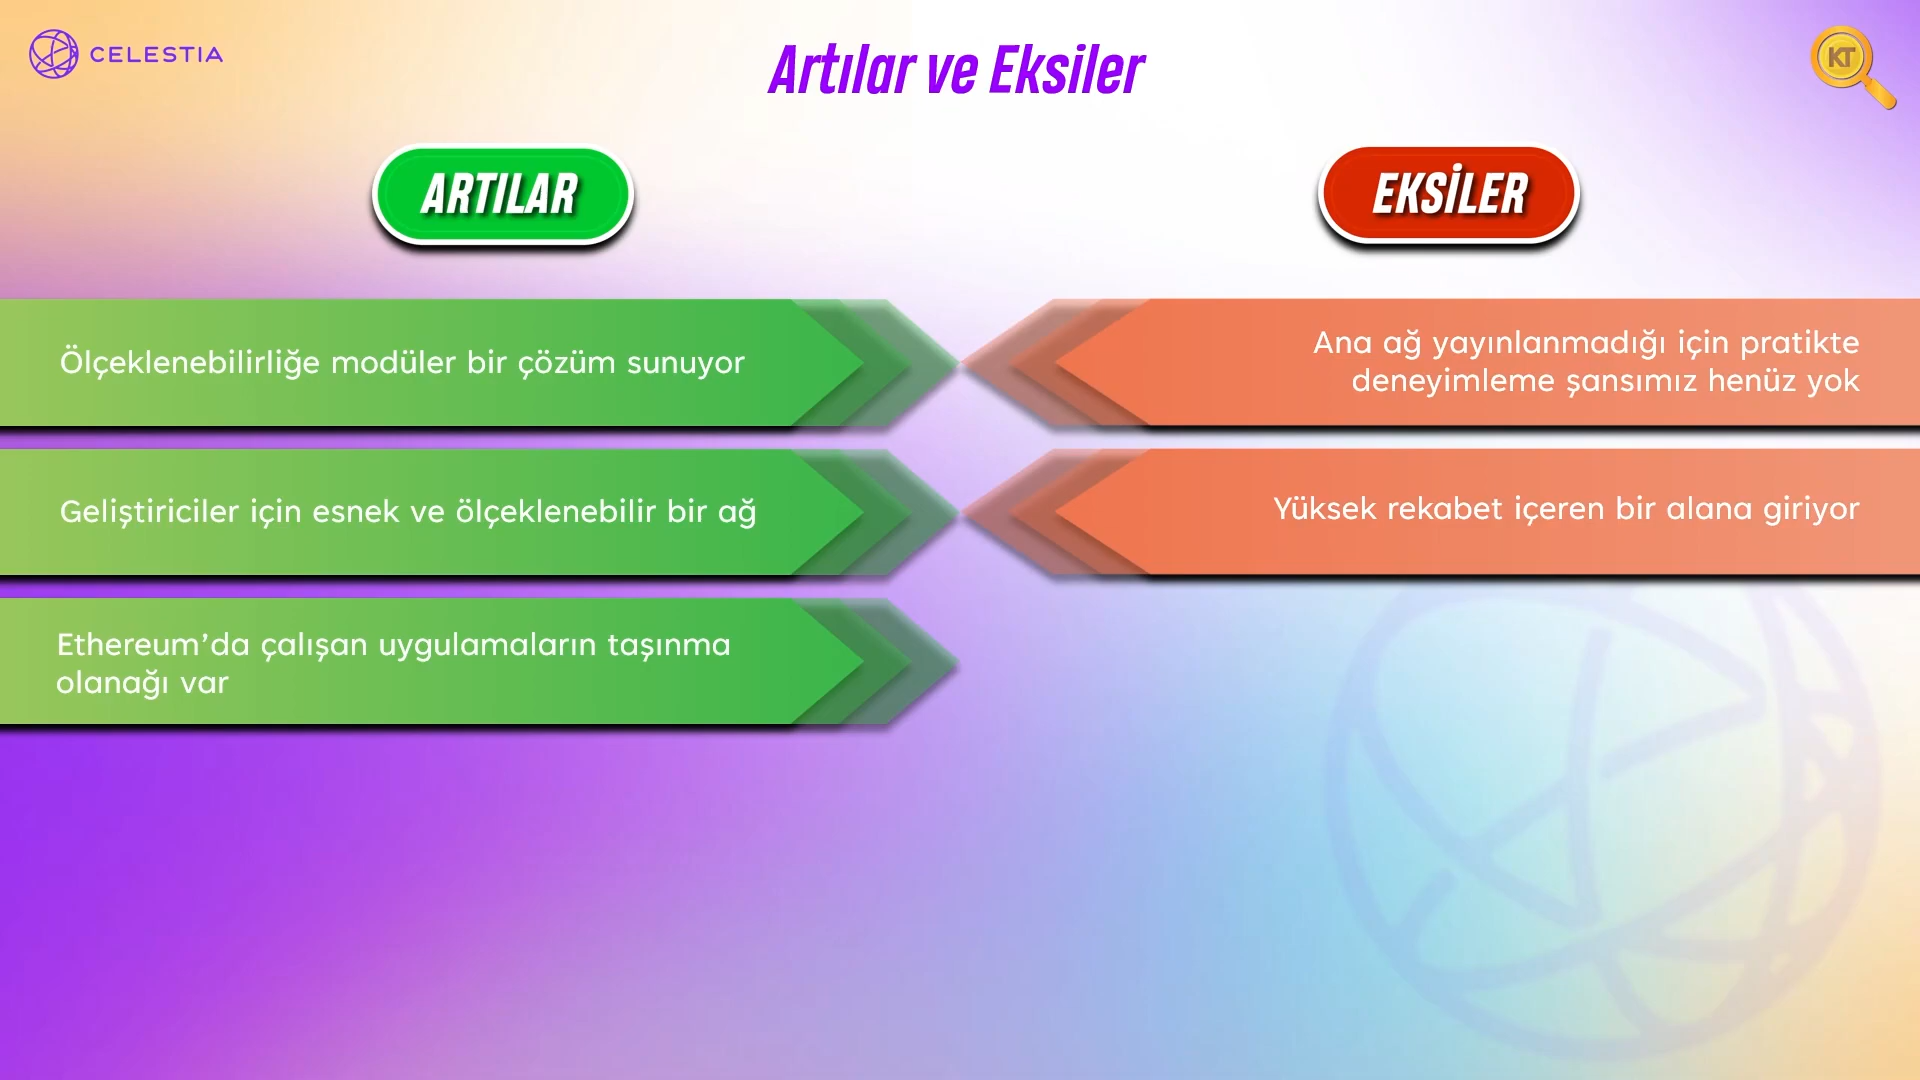 CELESTIA
Artılar ve Eksiler
KT
ARTILAR
Ölçeklenebilirliğe modüler bir çözüm sunuyor
Geliştiriciler için esnek ve ölçeklenebilir bir ağ
Ethereum’da çalışan uygulamaların taşınma
olanağı var
EKSİLER
Ana ağ yayınlanmadığı için pratikte
deneyimleme şansımız henüz yok
Yüksek rekabet içeren bir alana giriyor